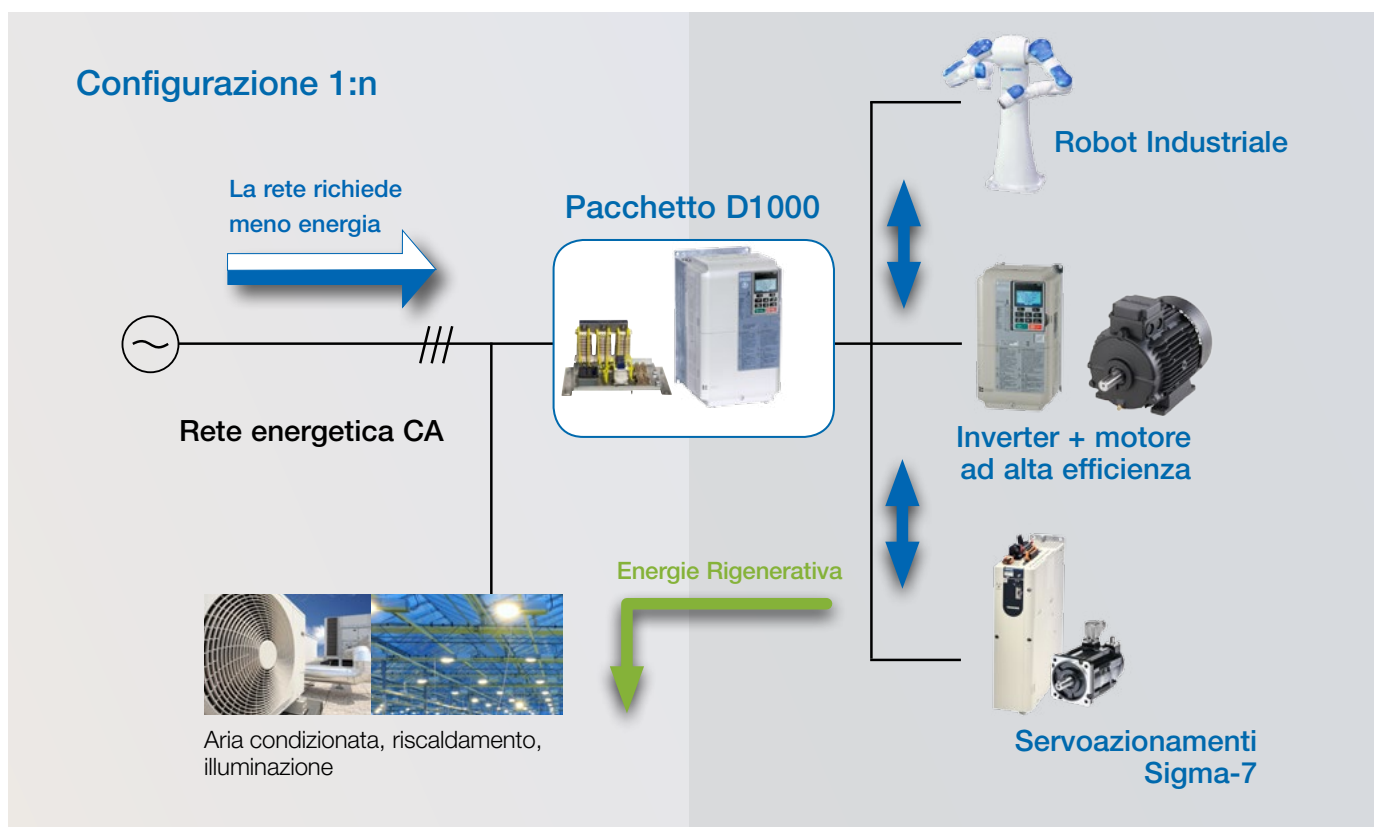 Configurazione 1:n
La rete richiede
meno energia
Pacchetto D1000
Robot Industriale
Rete energetica CA
Inverter + motore
ad alta efficienza
Energie Rigenerativa
Aria condizionata, riscaldamento,
illuminazione
Servoazionamenti
Sigma-7